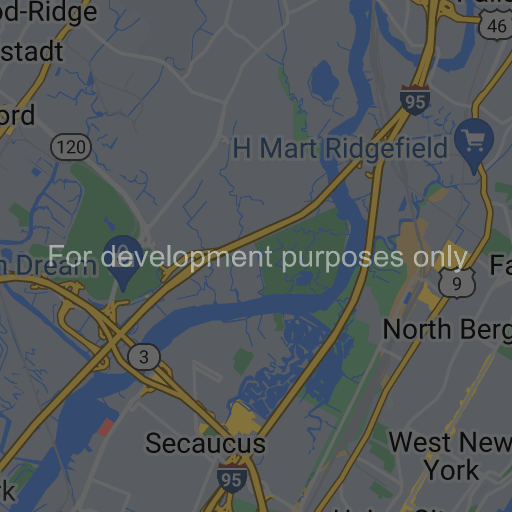 od-Ridge
stadt
46
95
ord
120
H Mart Ridgefield
n Dream
For development purposes only
Fa
9
North Berg
3
Secaucus
West New
York
95
rk